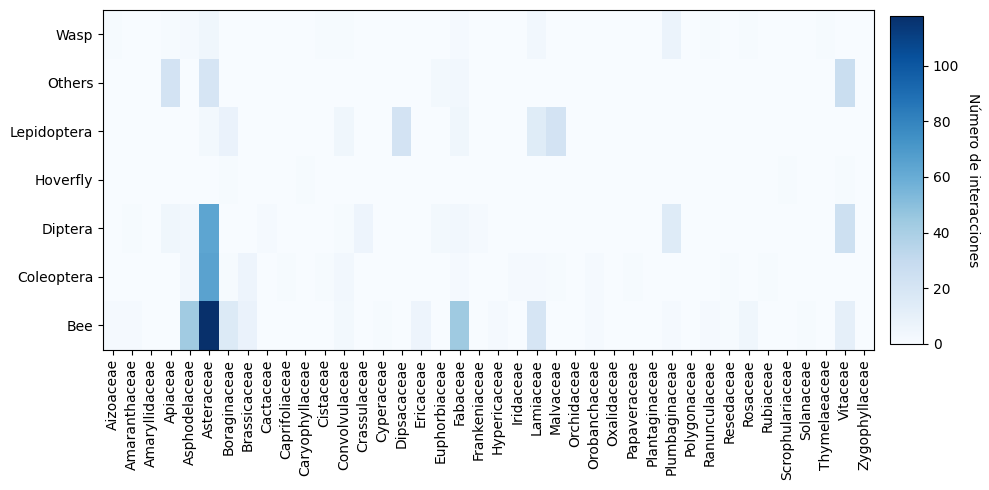 Wasp
Others
Lepidoptera
Hoverfly
Diptera
Coleoptera
Bee
Aizoaceae
Amaranthaceae
Amaryllidaceae
Apiaceae
Asphodelaceae
Asteraceae
Boraginaceae
Brassicaceae
Cactaceae
Caprifoliaceae
Caryophyllaceae
Cistaceae
Convolvulaceae
Crassulaceae
Cyperaceae
Dipsacaceae
Ericaceae
Euphorbiaceae
Fabaceae
Frankeniaceae
Hypericaceae
Iridaceae
Lamiaceae
Malvaceae
Orchidaceae
Orobanchaceae
Oxalidaceae
Papaveraceae
Plantaginaceae
Plumbaginaceae
Polygonaceae
Ranunculaceae
Resedaceae
Rosaceae
Rubiaceae
Scrophulariaceae
Solanaceae
Thymelaeaceae
Vitaceae
Zygophyllaceae
100
80
60
40
20
0
Número de interacciones